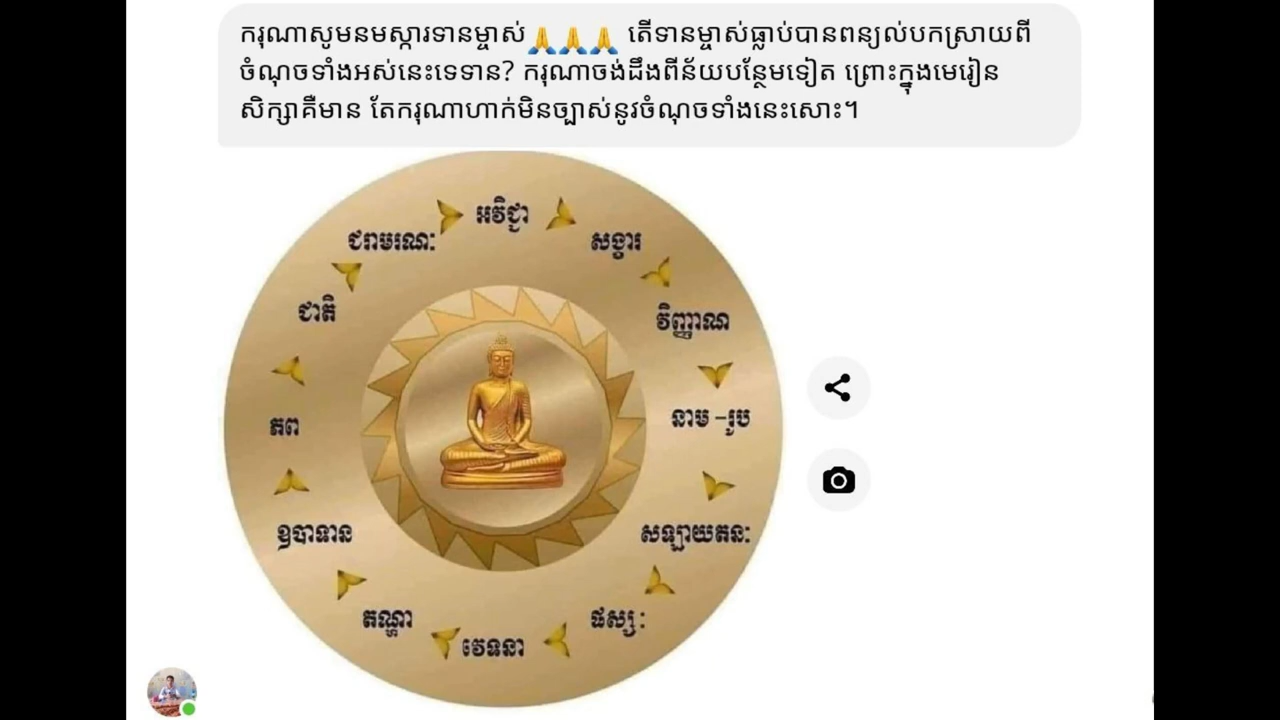 ករុណាសូមនមស្ការទានម្ចាស់🙏🙏🙏 តើទានម្ចាស់ធ្លាប់បានពន្យល់បកស្រាយពី
ចំណុចទាំងអស់នេះទេទាន? ករុណាចង់ដឹងពីន័យបន្ថែមទៀត ព្រោះក្នុងមេរៀន
សិក្សាគឺមាន តែករុណាហាក់មិនច្បាស់នូវចំណុចទាំងនេះសោះ។
អវិជ្ជា
សង្ខារ
វិញ្ញាណ
នាម -រូប
សឡាយតនៈ
ផស្សៈ
វេទនា
តណ្ហា
ឧបាទាន
ភព
ជាតិ
ជរាមរណៈ